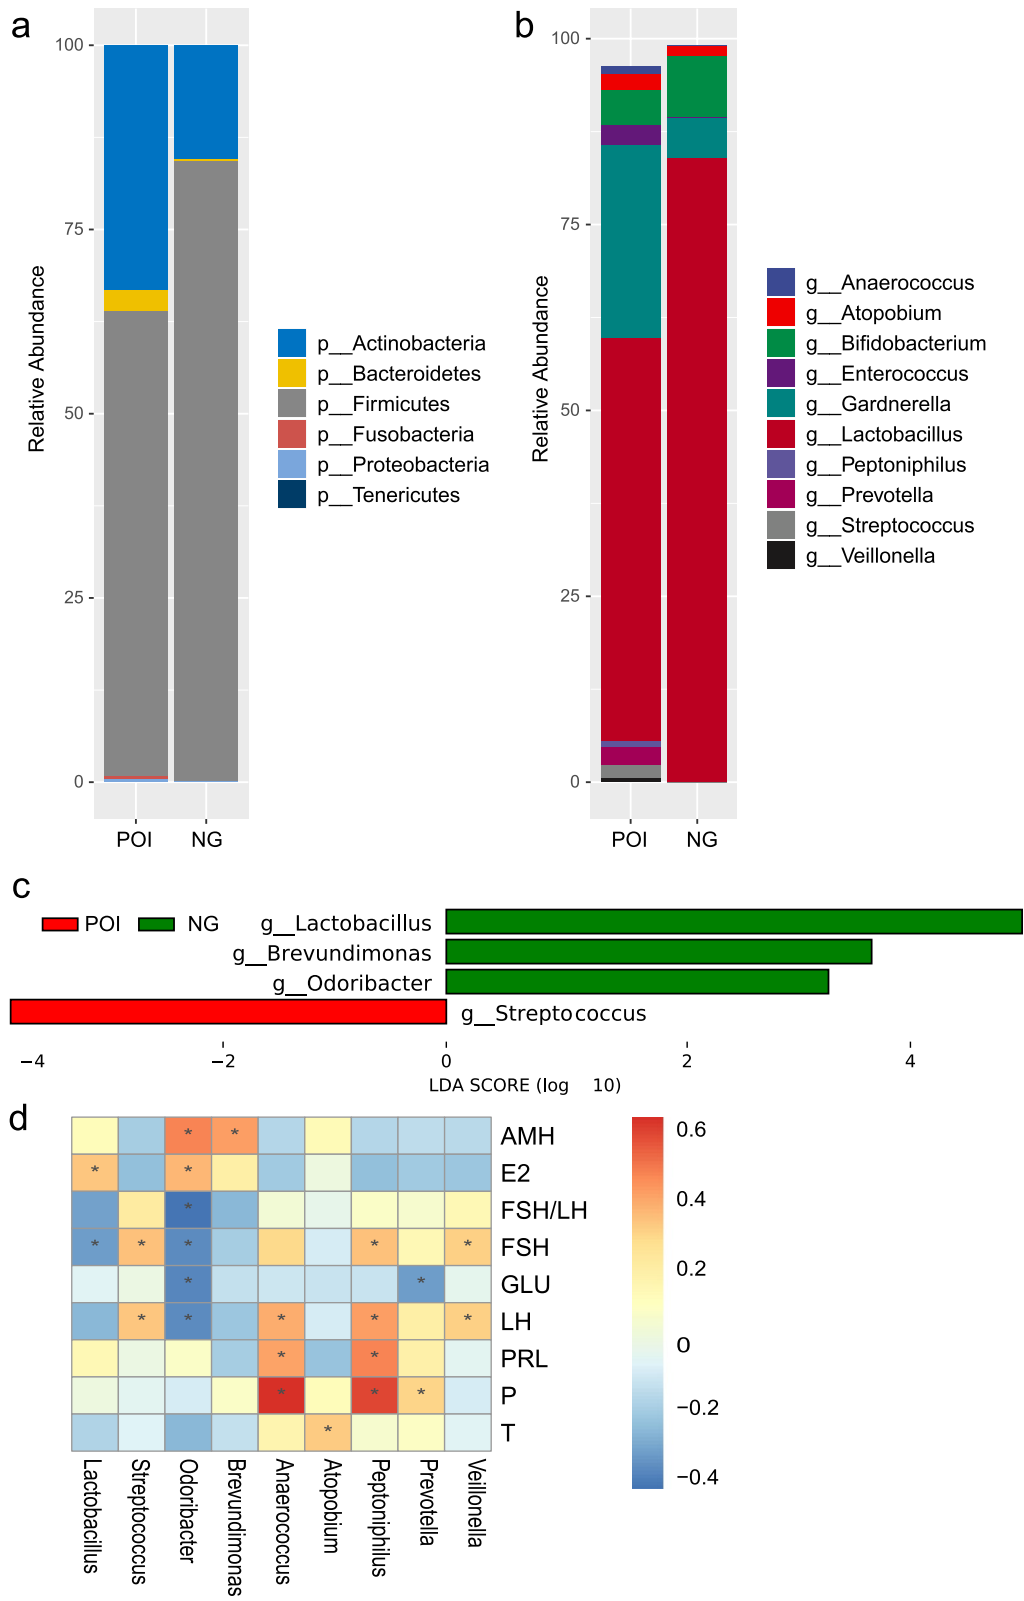 a
100
75
50
25
0
Relative Abundance
POI NG
p__Actinobacteria
p__Bacteroidetes
p__Firmicutes
p__Fusobacteria
p__Proteobacteria
p__Tenericutes
b
100
75
50
25
0
Relative Abundance
POI NG
g__Anaerococcus
g__Atopobium
g__Bifidobacterium
g__Enterococcus
g__Gardnerella
g__Lactobacillus
g__Peptoniphilus
g__Prevotella
g__Streptococcus
g__Veillonella
c
POI NG
g__Lactobacillus
g__Brevundimonas
g__Odoribacter
g__Streptococcus
−4 −2 0 2 4
LDA SCORE (log 10)
d
* * AMH
* * E2
* FSH/LH
* * * * * FSH
* * GLU
* * * * * LH
* * PRL
* * * P
* T
Lactobacillus
Streptococcus
Odoribacter
Brevundimonas
Anaerococcus
Atopobium
Peptoniphilus
Prevotella
Veillonella
0.6
0.4
0.2
0
−0.2
−0.4